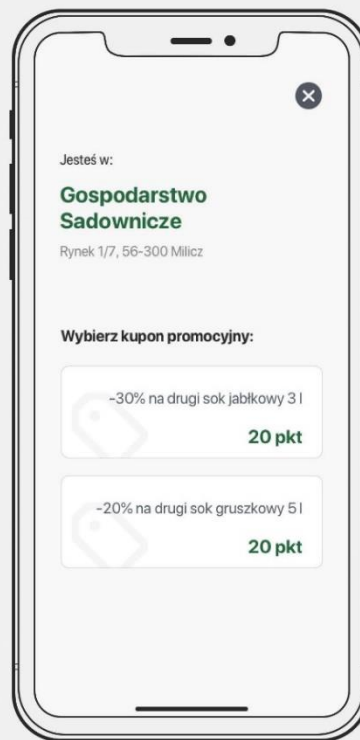 Jesteś w:
Gospodarstwo
Sadownicze
Rynek 1/7, 56-300 Milicz
Wybierz kupon promocyjny:
-30% na drugi sok jabłkowy 3 l
20 pkt
-20% na drugi sok gruszkowy 5 l
20 pkt